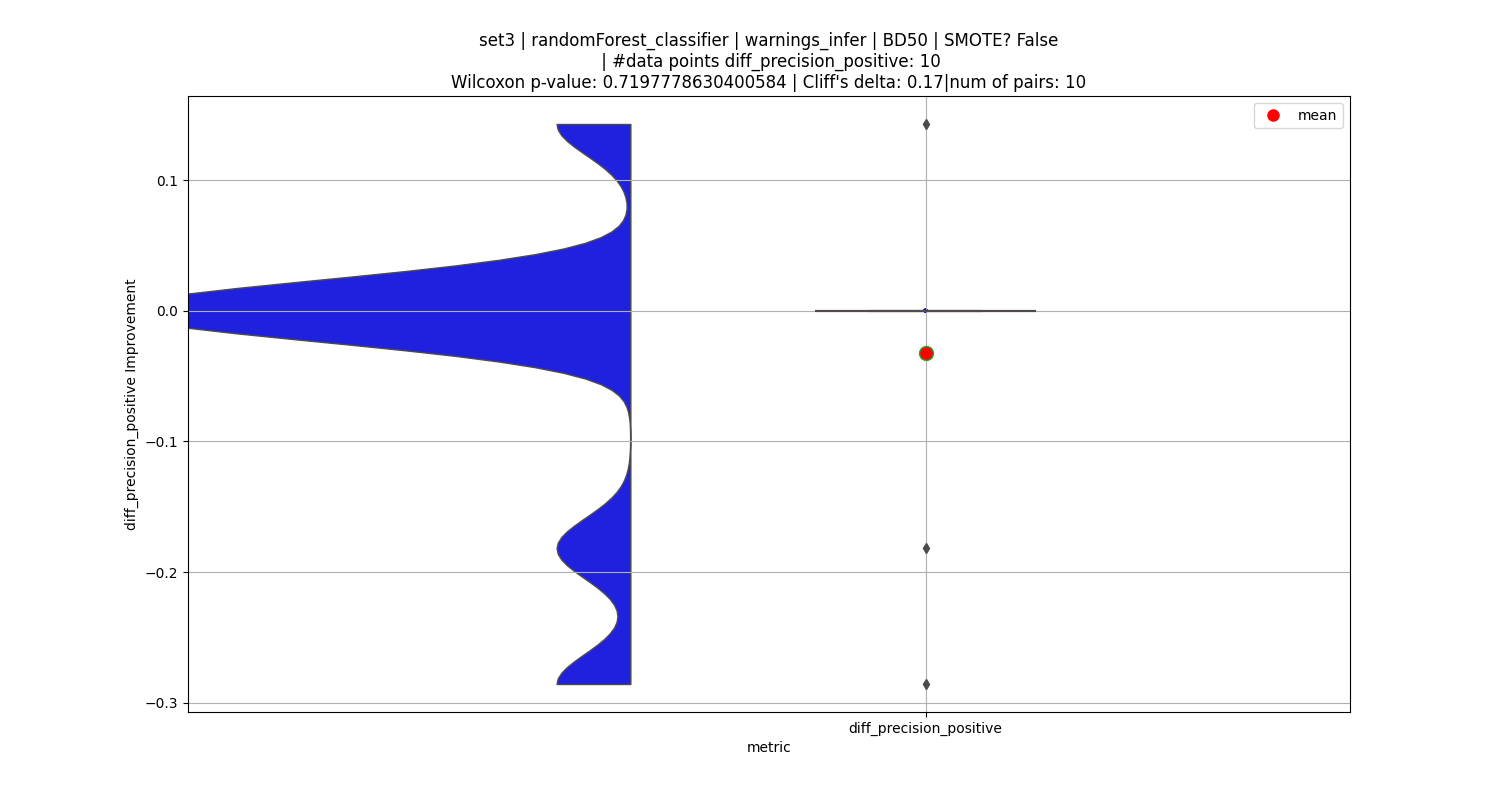 set3 | randomForest_classifier | warnings_infer | BD50 | SMOTE? False
| #data points diff_precision_positive: 10
Wilcoxon p-value: 0.7197778630400584 | Cliff's delta: 0.17|num of pairs: 10
mean
0.1
0.0
−0.1
−0.2
−0.3
diff_precision_positive Improvement
diff_precision_positive
metric